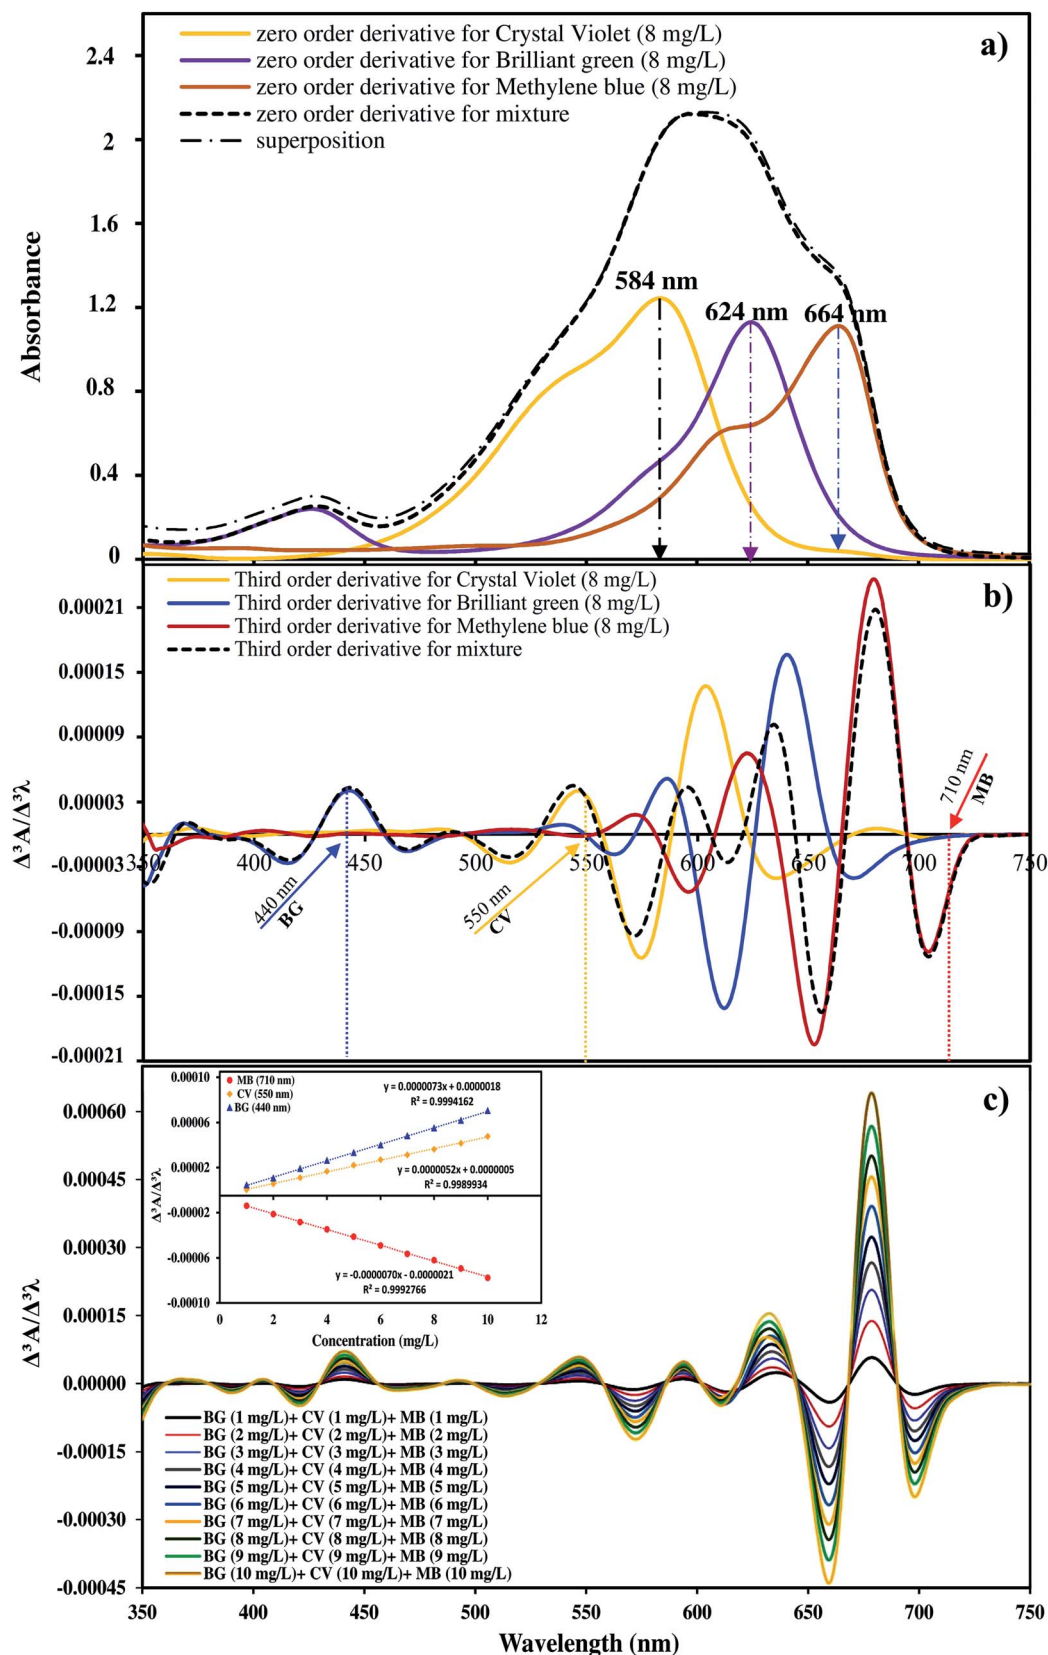 a)
zero order derivative for Crystal Violet (8 mg/L)
zero order derivative for Brilliant green (8 mg/L)
zero order derivative for Methylene blue (8 mg/L)
zero order derivative for mixture
superposition
2.4
2
1.6
1.2
0.8
0.4
0
Absorbance
584 nm
624 nm
664 nm
b)
Third order derivative for Crystal Violet (8 mg/L)
Third order derivative for Brilliant green (8 mg/L)
Third order derivative for Methylene blue (8 mg/L)
Third order derivative for mixture
0.00021
0.00015
0.00009
0.00003
-0.00003
-0.00009
-0.00015
-0.00021
Δ³A/Δ³λ
350 400 450 500 550 600 650 700 750
440 nm
BG
550 nm
CV
710 nm
MB
c)
MB (710 nm)
CV (550 nm)
BG (440 nm)
y = 0.0000073x + 0.0000018
R² = 0.9994162
y = 0.0000052x + 0.0000005
R² = 0.9989934
y = -0.0000070x - 0.0000021
R² = 0.9992766
0.00010
0.00006
0.00002
-0.00002
-0.00006
-0.00010
Δ³A/Δ³λ
0 2 4 6 8 10 12
Concentration (mg/L)
0.00060
0.00045
0.00030
0.00015
0.00000
-0.00015
-0.00030
-0.00045
Δ³A/Δ³λ
BG (1 mg/L)+ CV (1 mg/L)+ MB (1 mg/L)
BG (2 mg/L)+ CV (2 mg/L)+ MB (2 mg/L)
BG (3 mg/L)+ CV (3 mg/L)+ MB (3 mg/L)
BG (4 mg/L)+ CV (4 mg/L)+ MB (4 mg/L)
BG (5 mg/L)+ CV (5 mg/L)+ MB (5 mg/L)
BG (6 mg/L)+ CV (6 mg/L)+ MB (6 mg/L)
BG (7 mg/L)+ CV (7 mg/L)+ MB (7 mg/L)
BG (8 mg/L)+ CV (8 mg/L)+ MB (8 mg/L)
BG (9 mg/L)+ CV (9 mg/L)+ MB (9 mg/L)
BG (10 mg/L)+ CV (10 mg/L)+ MB (10 mg/L)
350 400 450 500 550 600 650 700 750
Wavelength (nm)